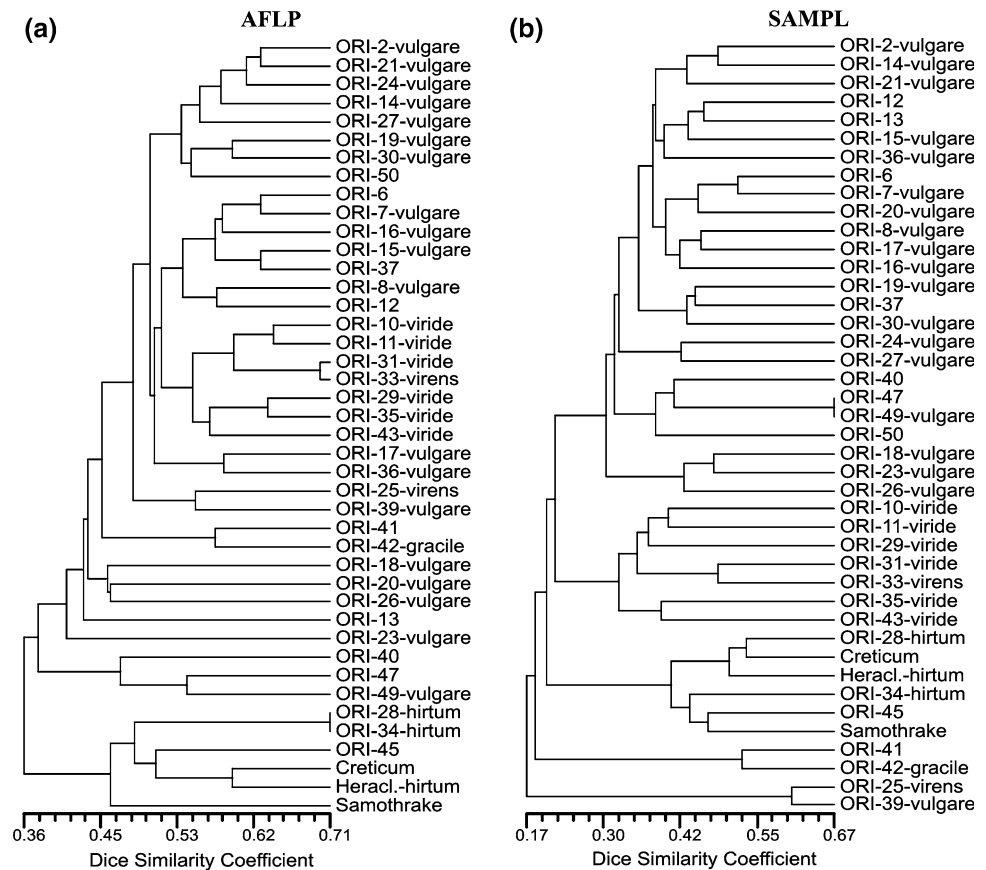 (a)
AFLP
ORI-2-vulgare
ORI-21-vulgare
ORI-24-vulgare
ORI-14-vulgare
ORI-27-vulgare
ORI-19-vulgare
ORI-30-vulgare
ORI-50
ORI-6
ORI-7-vulgare
ORI-16-vulgare
ORI-15-vulgare
ORI-37
ORI-8-vulgare
ORI-12
ORI-10-viride
ORI-11-viride
ORI-31-viride
ORI-33-virens
ORI-29-viride
ORI-35-viride
ORI-43-viride
ORI-17-vulgare
ORI-36-vulgare
ORI-25-virens
ORI-39-vulgare
ORI-41
ORI-42-gracile
ORI-18-vulgare
ORI-20-vulgare
ORI-26-vulgare
ORI-13
ORI-23-vulgare
ORI-40
ORI-47
ORI-49-vulgare
ORI-28-hirtum
ORI-34-hirtum
ORI-45
Creticum
Heracl.-hirtum
Samothrake
0.36 0.45 0.53 0.62 0.71
Dice Similarity Coefficient
(b)
SAMPL
ORI-2-vulgare
ORI-14-vulgare
ORI-21-vulgare
ORI-12
ORI-13
ORI-15-vulgare
ORI-36-vulgare
ORI-6
ORI-7-vulgare
ORI-20-vulgare
ORI-8-vulgare
ORI-17-vulgare
ORI-16-vulgare
ORI-19-vulgare
ORI-37
ORI-30-vulgare
ORI-24-vulgare
ORI-27-vulgare
ORI-40
ORI-47
ORI-49-vulgare
ORI-50
ORI-18-vulgare
ORI-23-vulgare
ORI-26-vulgare
ORI-10-viride
ORI-11-viride
ORI-29-viride
ORI-31-viride
ORI-33-virens
ORI-35-viride
ORI-43-viride
ORI-28-hirtum
Creticum
Heracl.-hirtum
ORI-34-hirtum
ORI-45
Samothrake
ORI-41
ORI-42-gracile
ORI-25-virens
ORI-39-vulgare
0.17 0.30 0.42 0.55 0.67
Dice Similarity Coefficient